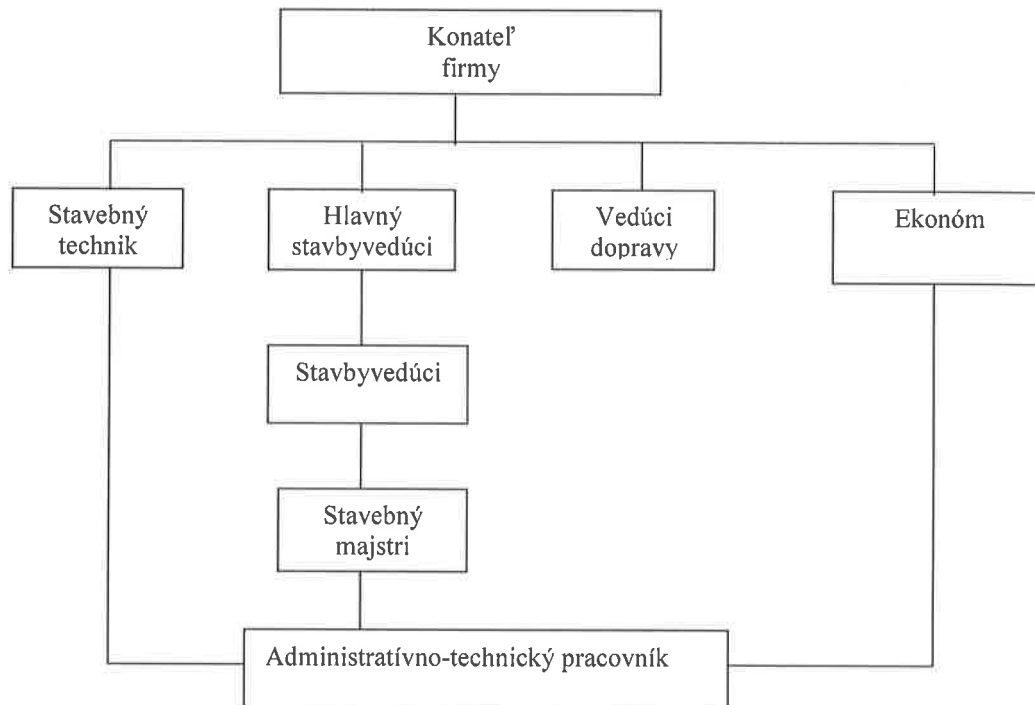 Konateľ
firmy
Stavebný
technik
Hlavný
stavbyvedúci
Vedúci
dopravy
Ekonóm
Stavbyvedúci
Stavebný
majstri
Administratívno-technický pracovník